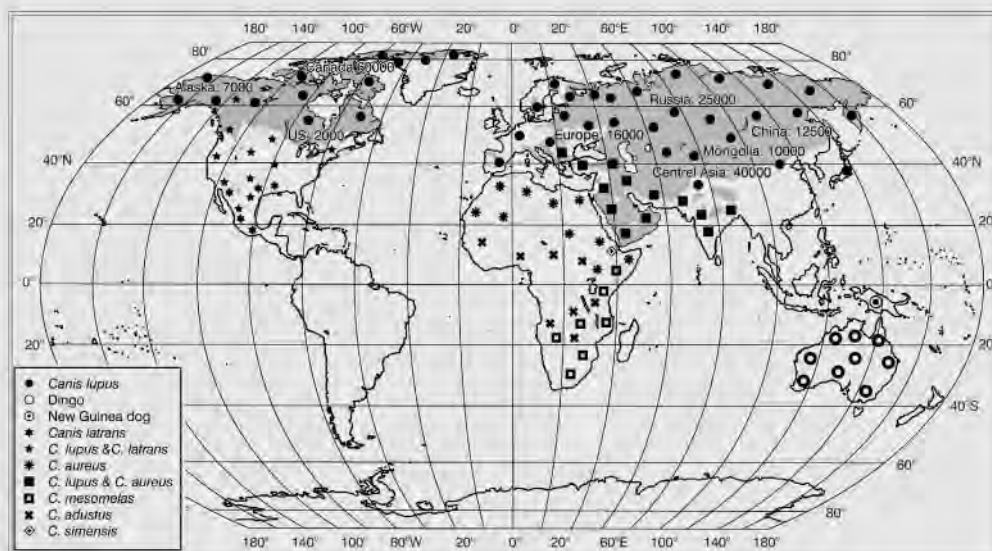 180° 140° 100° 60°W 20° 0° 20° 60°E 100° 140° 180°
80° 80°
Canada:60000
Alaska: 7000
60° 60°
Russia: 25000
US: 2000
Europe: 16000
China: 12500
Mongolia: 10000
40° 40°N
Centrel Asia: 40000
20° 20°
0° 0°
20° 20°
Canis lupus
Dingo
New Guinea dog
Canis latrans
C. lupus &C. latrans
C. aureus
C. lupus & C. aureus
C. mesomelas
C. adustus
C. simensis
40°S
60°
80°
180° 140° 100° 60°W 20° 0° 20° 60°E 100° 140° 180°